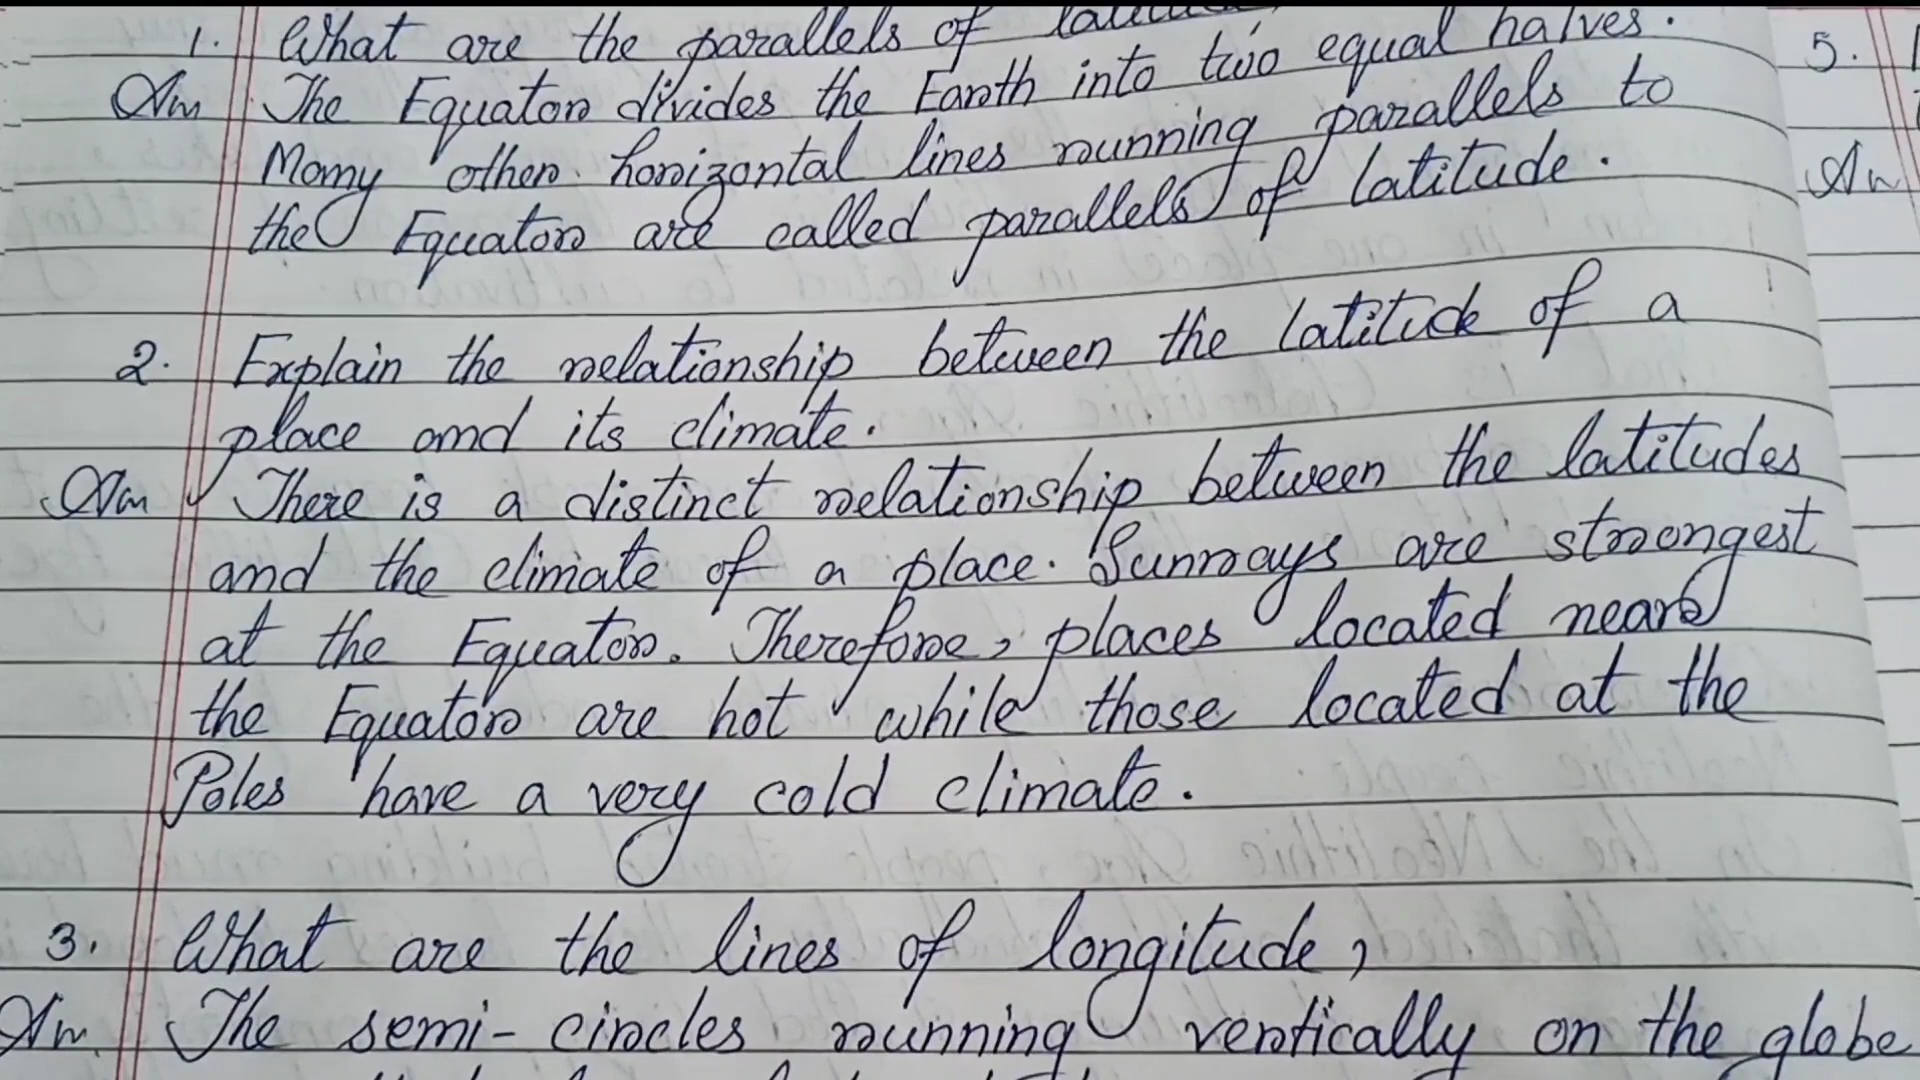 1. What are the parallels of
Ans The Equator divides the Earth into two equal halves.
Many other horizontal lines running parallels to
the Equator are called parallels of latitude.
2. Explain the relationship between the latitude of a
place and its climate.
Ans There is a distinct relationship between the latitudes
and the climate of a place. Sunrays are strongest
at the Equator. Therefore, places located near
the Equator are hot while those located at the
Poles have a very cold climate.
3. What are the lines of longitude,
Ans. The semi-circles running vertically on the globe
5.
An